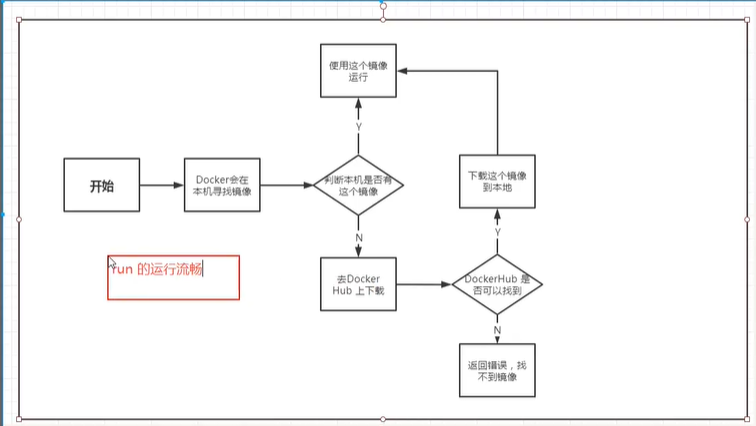 使用这个镜像
运行
Y
开始
Docker会在
本机寻找镜像
判断本机是否有
这个镜像
下载这个镜像
到本地
N
Y
run 的运行流畅
去Docker
Hub 上下载
DockerHub 是
否可以找到
N
返回错误，找
不到镜像